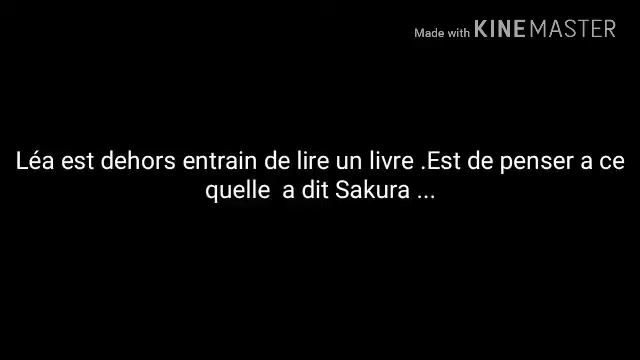 Made with KINEMASTER
Léa est dehors entrain de lire un livre .Est de penser a ce
quelle a dit Sakura ...